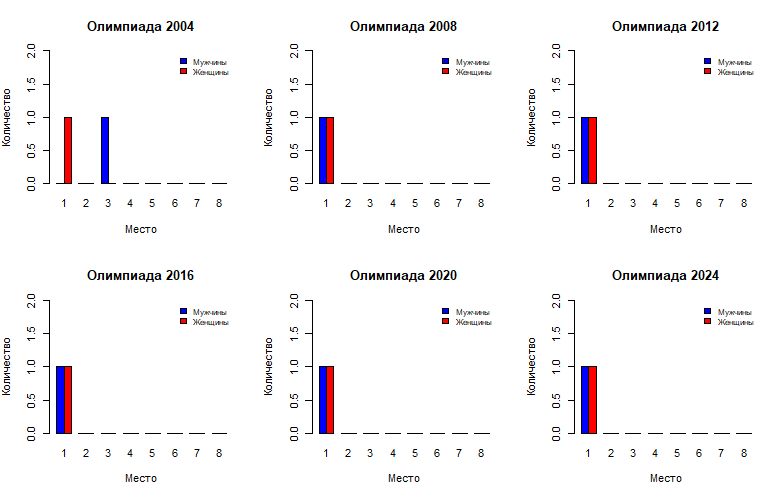 Олимпиада 2004
Количество
0.0 0.5 1.0 1.5 2.0
Мужчины
Женщины
1 2 3 4 5 6 7 8
Место
Олимпиада 2008
Количество
0.0 0.5 1.0 1.5 2.0
Мужчины
Женщины
1 2 3 4 5 6 7 8
Место
Олимпиада 2012
Количество
0.0 0.5 1.0 1.5 2.0
Мужчины
Женщины
1 2 3 4 5 6 7 8
Место
Олимпиада 2016
Количество
0.0 0.5 1.0 1.5 2.0
Мужчины
Женщины
1 2 3 4 5 6 7 8
Место
Олимпиада 2020
Количество
0.0 0.5 1.0 1.5 2.0
Мужчины
Женщины
1 2 3 4 5 6 7 8
Место
Олимпиада 2024
Количество
0.0 0.5 1.0 1.5 2.0
Мужчины
Женщины
1 2 3 4 5 6 7 8
Место